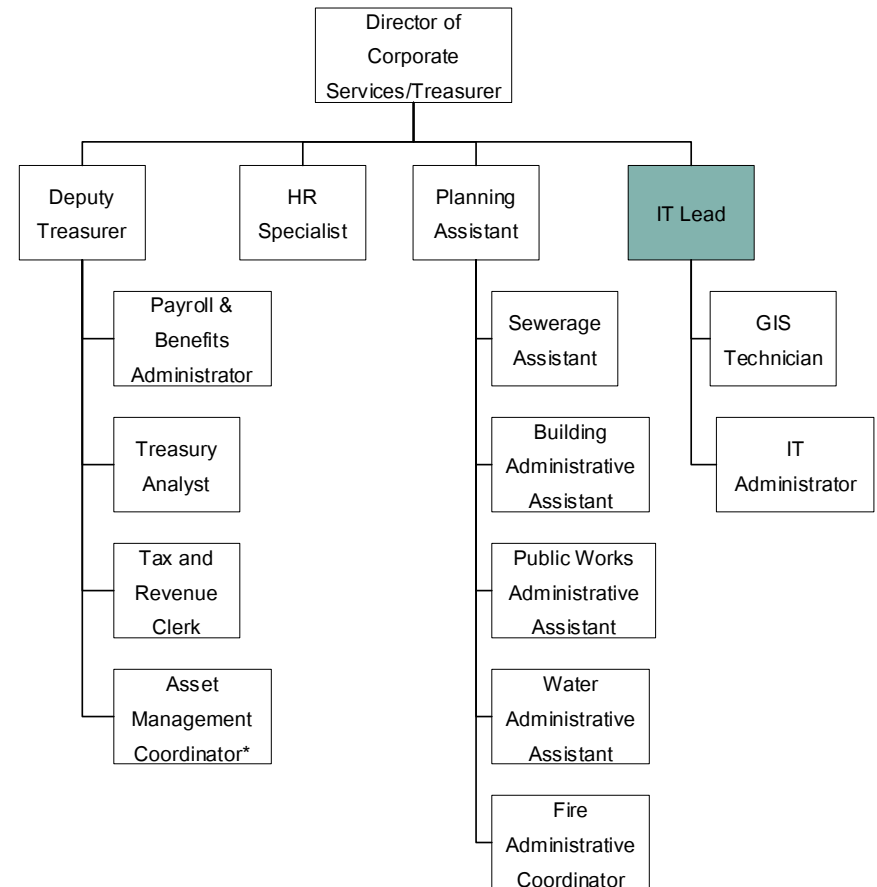 Director of
Corporate
Services/Treasurer
Deputy
Treasurer
HR
Specialist
Planning
Assistant
IT Lead
Payroll &
Benefits
Administrator
Treasury
Analyst
Tax and
Revenue
Clerk
Asset
Management
Coordinator*
Sewerage
Assistant
Building
Administrative
Assistant
Public Works
Administrative
Assistant
Water
Administrative
Assistant
Fire
Administrative
Coordinator
GIS
Technician
IT
Administrator